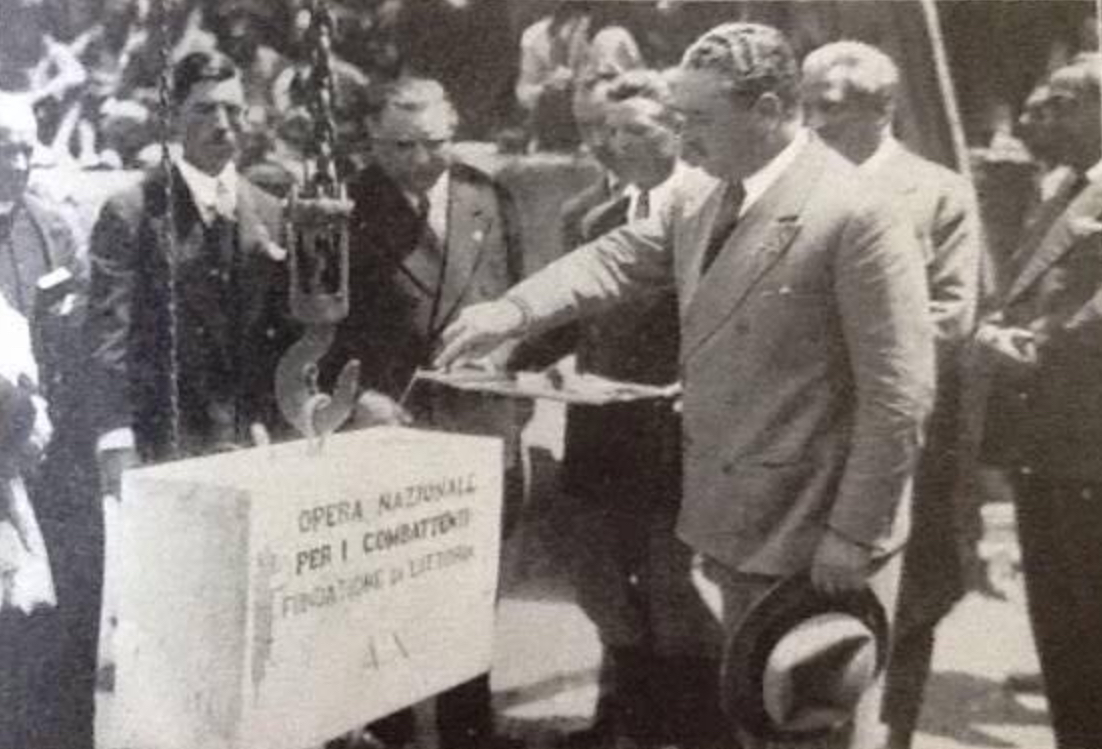 OPERA NAZIONALE
PER I COMBATTENTI
FONDAZIONE DI LITTORIA
A. X